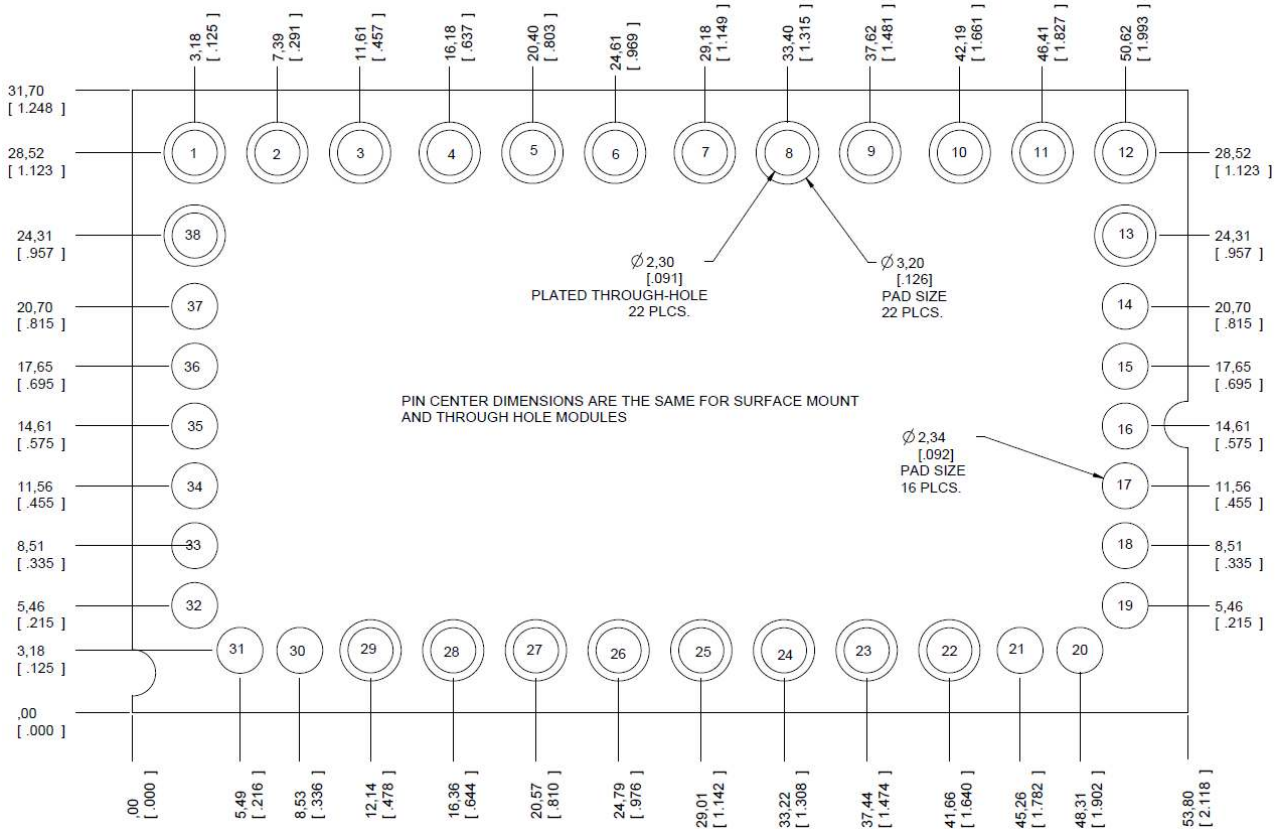 3,18
[ .125 ]
7,39
[ .291 ]
11,61
[ .457 ]
16,18
[ .637 ]
20,40
[ .803 ]
24,61
[ .969 ]
29,18
[ 1.149 ]
33,40
[ 1.315 ]
37,62
[ 1.481 ]
42,19
[ 1.661 ]
46,41
[ 1.827 ]
50,62
[ 1.993 ]
31,70
[ 1.248 ]
28,52
[ 1.123 ]
1
2
3
4
5
6
7
8
9
10
11
12
28,52
[ 1.123 ]
24,31
[ .957 ]
38
13
24,31
[ .957 ]
Ø 2,30
[.091]
PLATED THROUGH-HOLE
22 PLCS.
Ø 3,20
[.126]
PAD SIZE
22 PLCS.
20,70
[ .815 ]
37
14
20,70
[ .815 ]
17,65
[ .695 ]
36
15
17,65
[ .695 ]
PIN CENTER DIMENSIONS ARE THE SAME FOR SURFACE MOUNT
AND THROUGH HOLE MODULES
14,61
[ .575 ]
35
16
14,61
[ .575 ]
Ø 2,34
[.092]
PAD SIZE
16 PLCS.
11,56
[ .455 ]
34
17
11,56
[ .455 ]
8,51
[ .335 ]
33
18
8,51
[ .335 ]
5,46
[ .215 ]
32
19
5,46
[ .215 ]
3,18
[ .125 ]
31
30
29
28
27
26
25
24
23
22
21
20
,00
[ .000 ]
,00
[ .000 ]
5,49
[ .216 ]
8,53
[ .336 ]
12,14
[ .478 ]
16,36
[ .644 ]
20,57
[ .810 ]
24,79
[ .976 ]
29,01
[ 1.142 ]
33,22
[ 1.308 ]
37,44
[ 1.474 ]
41,66
[ 1.640 ]
45,26
[ 1.782 ]
48,31
[ 1.902 ]
53,80
[ 2.118 ]